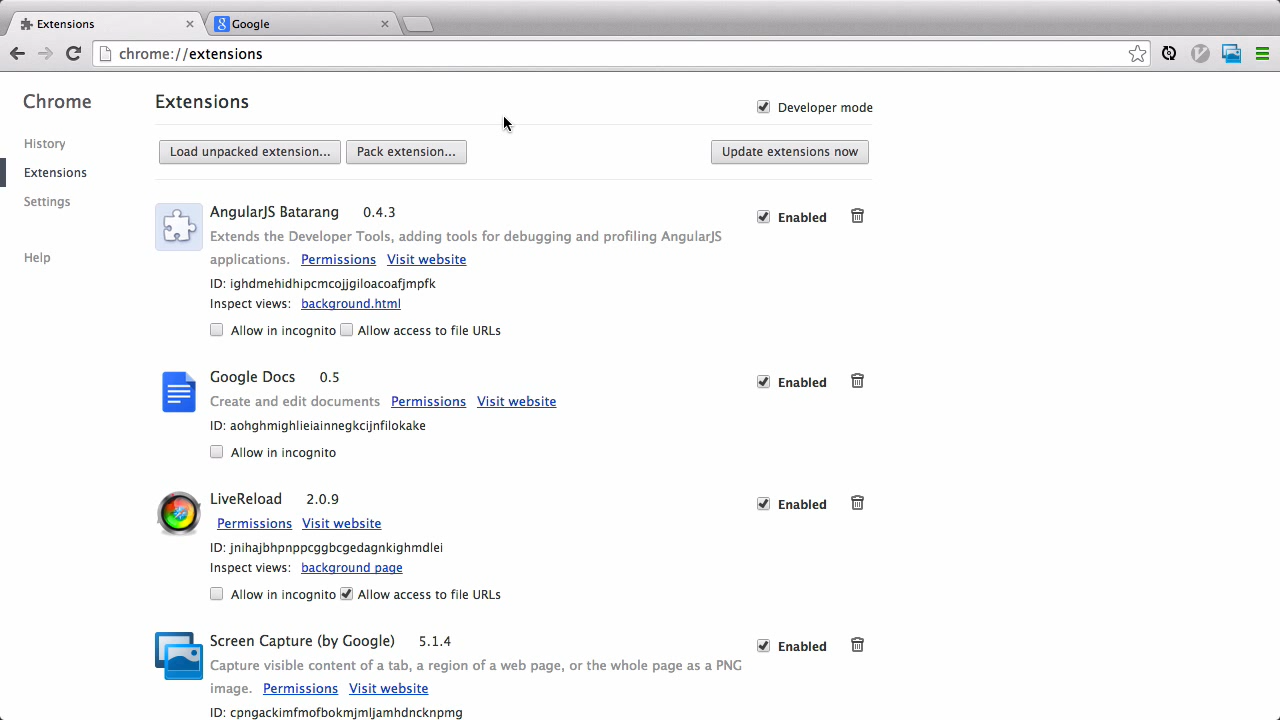 Extensions
Google
chrome://extensions
Chrome
Extensions
Developer mode
History
Extensions
Settings
Help
Load unpacked extension...
Pack extension...
Update extensions now
AngularJS Batarang 0.4.3
Enabled
Extends the Developer Tools, adding tools for debugging and profiling AngularJS
applications. Permissions Visit website
ID: ighdmehidhipcmcojjgiloacoafjmpfk
Inspect views: background.html
Allow in incognito Allow access to file URLs
Google Docs 0.5
Enabled
Create and edit documents Permissions Visit website
ID: aohghmighlieiainnegkcijnfilokake
Allow in incognito
LiveReload 2.0.9
Enabled
Permissions Visit website
ID: jnihajbhpnppcggbcgedagnkighmdlei
Inspect views: background page
Allow in incognito Allow access to file URLs
Screen Capture (by Google) 5.1.4
Enabled
Capture visible content of a tab, a region of a web page, or the whole page as a PNG
image. Permissions Visit website
ID: cpngackimfmofbokmjmljamhdncknpmg